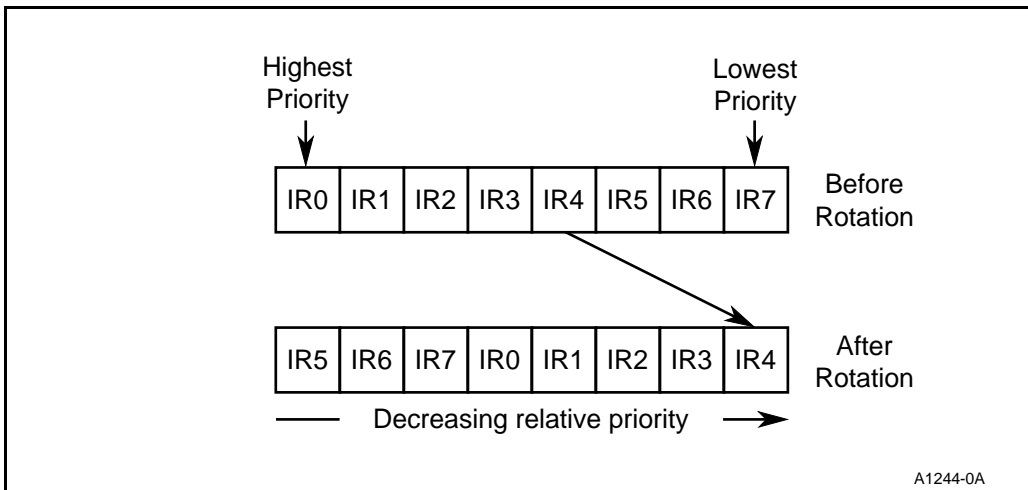 Highest
Priority
Lowest
Priority
IR0 IR1 IR2 IR3 IR4 IR5 IR6 IR7
Before
Rotation
IR5 IR6 IR7 IR0 IR1 IR2 IR3 IR4
After
Rotation
Decreasing relative priority
A1244-0A